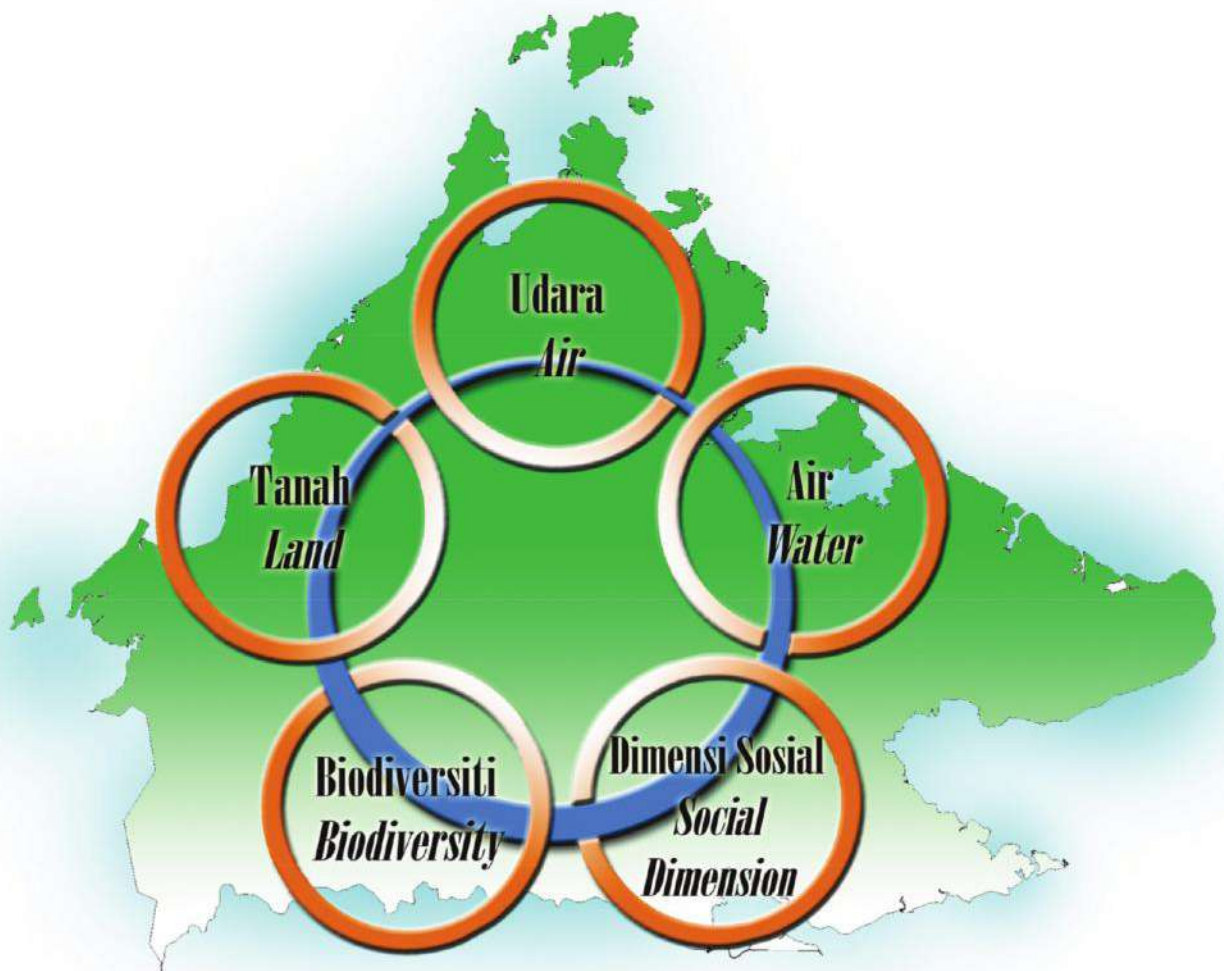 Udara
Air
Tanah
Land
Air
Water
Biodiversiti
Biodiversity
Dimensi Sosial
Social
Dimension